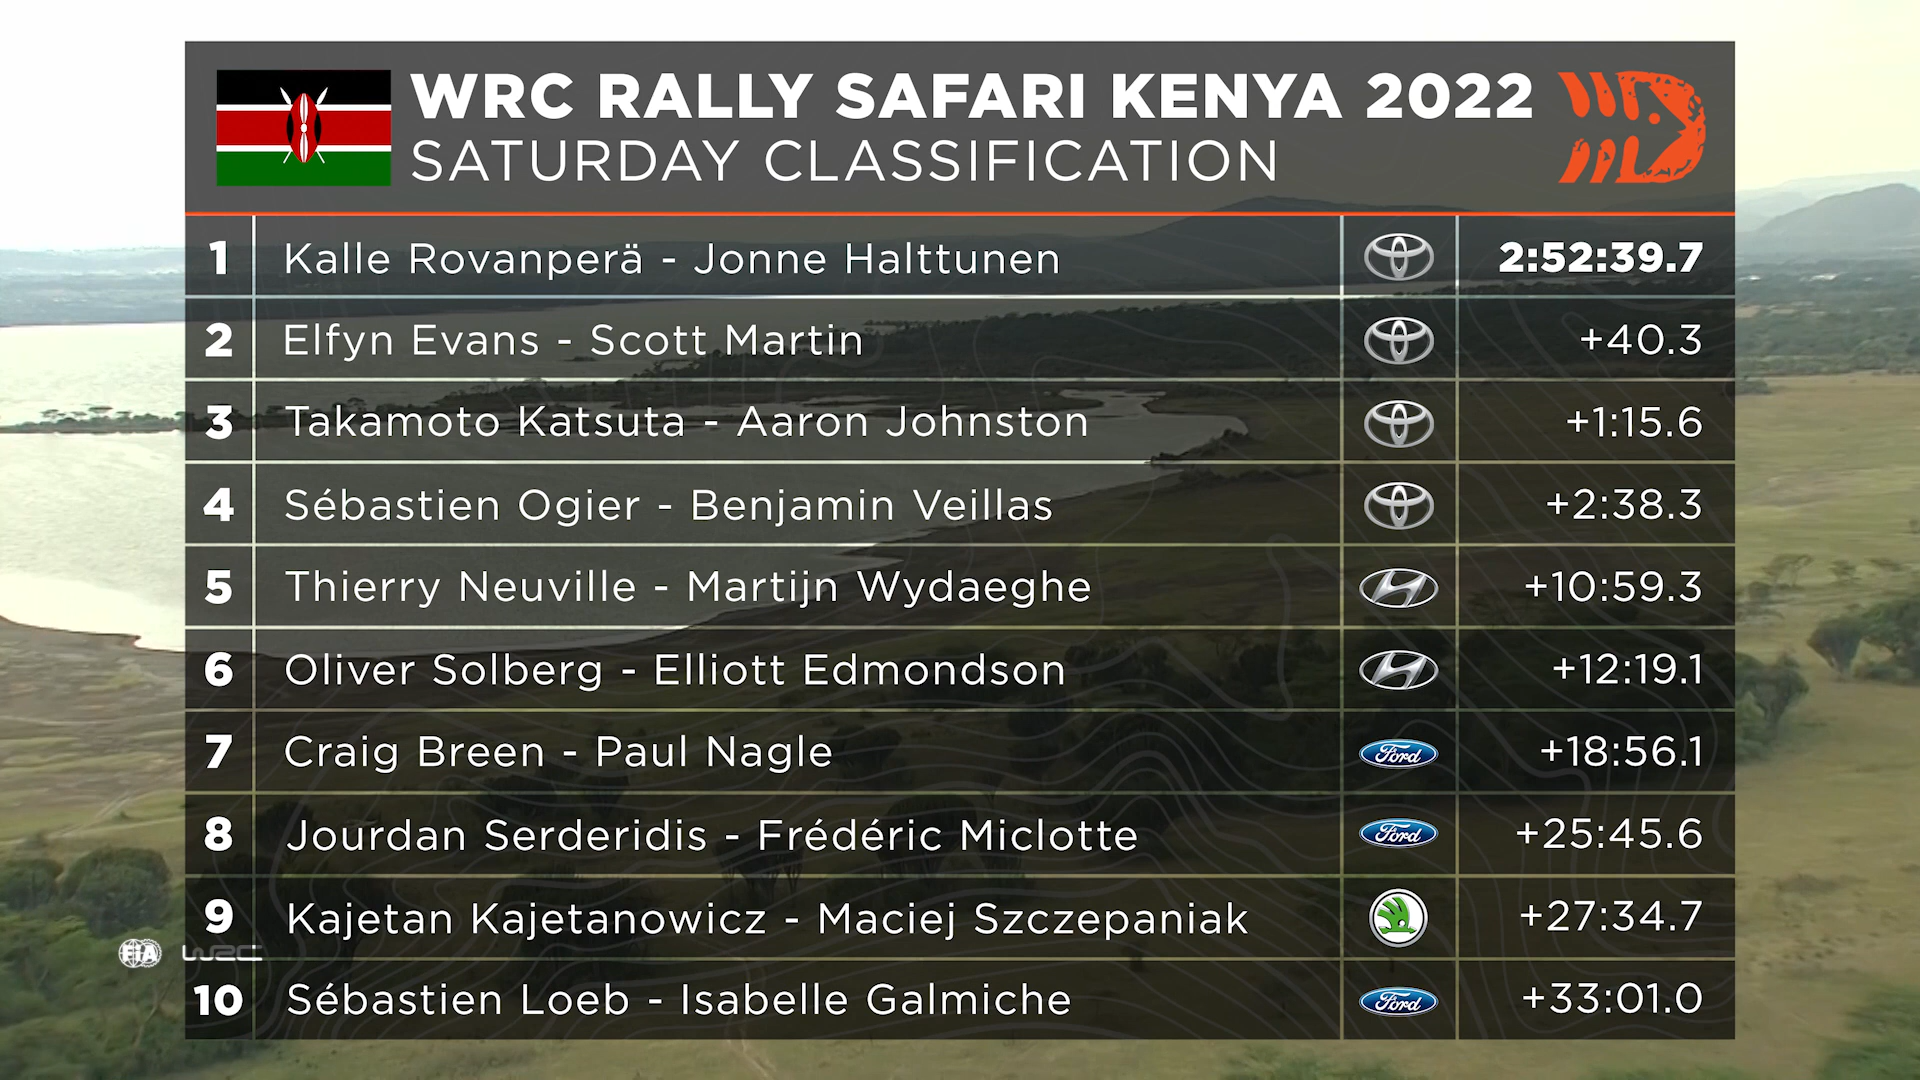 WRC RALLY SAFARI KENYA 2022
SATURDAY CLASSIFICATION
1 Kalle Rovanperä - Jonne Halttunen 2:52:39.7
2 Elfyn Evans - Scott Martin +40.3
3 Takamoto Katsuta - Aaron Johnston +1:15.6
4 Sébastien Ogier - Benjamin Veillas +2:38.3
5 Thierry Neuville - Martijn Wydaeghe +10:59.3
6 Oliver Solberg - Elliott Edmondson +12:19.1
7 Craig Breen - Paul Nagle Ford +18:56.1
8 Jourdan Serderidis - Frédéric Miclotte Ford +25:45.6
9 Kajetan Kajetanowicz - Maciej Szczepaniak +27:34.7
FIA WRC
10 Sébastien Loeb - Isabelle Galmiche Ford +33:01.0